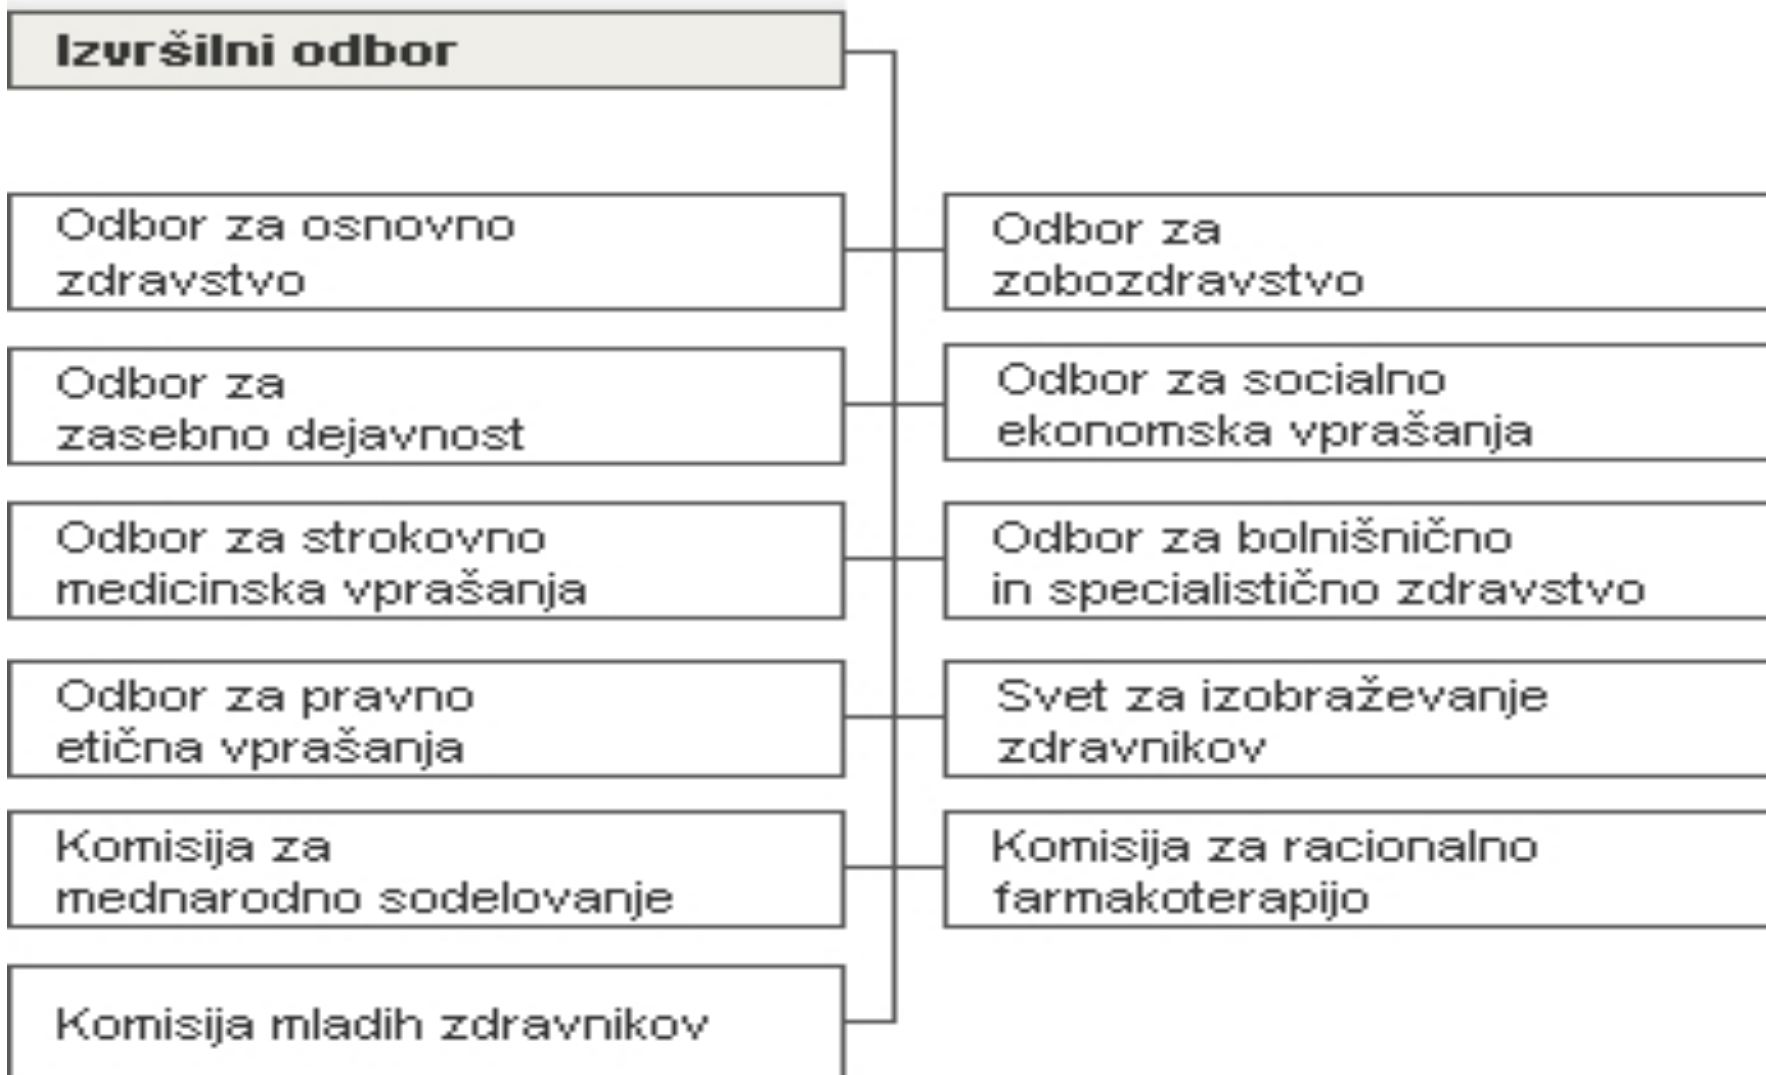 Izvršilni odbor
Odbor za osnovno
zdravstvo
Odbor za
zobozdravstvo
Odbor za
zasebno dejavnost
Odbor za socialno
ekonomska vprašanja
Odbor za strokovno
medicinska vprašanja
Odbor za bolnišnično
in specialistično zdravstvo
Odbor za pravno
etična vprašanja
Svet za izobraževanje
zdravnikov
Komisija za
mednarodno sodelovanje
Komisija za racionalno
farmakoterapijo
Komisija mladih zdravnikov